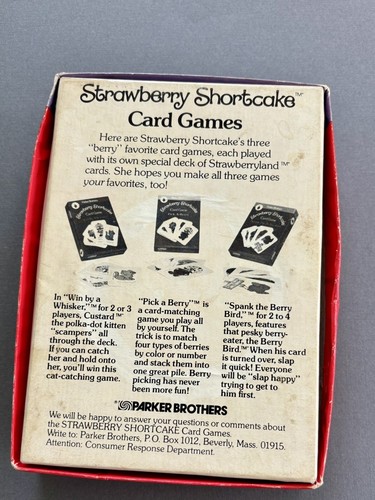 Strawberry Shortcake™
Card Games
Here are Strawberry Shortcake's three
"berry" favorite card games, each played
with its own special deck of Strawberryland™
cards. She hopes you make all three games
your favorites, too!
Strawberry Shortcake
Strawberry Shortcake
Strawberry Shortcake
In "Win by a
Whisker,"™ for 2 or 3
players, Custard™
the polka-dot kitten
"scampers" all
through the deck.
If you can catch
her and hold onto
her, you'll win this
cat-catching game.
"Pick a Berry"™ is
a card-matching
game you play all
by yourself. The
trick is to match
four types of berries
by color or number
and stack them into
one great pile. Berry
picking has never
been more fun!
"Spank the Berry
Bird,"™ for 2 to 4
players, features
that pesky berry-
eater, the Berry
Bird.™ When his card
is turned over, slap
it quick! Everyone
will be "slap happy"
trying to get to
him first.
PARKER BROTHERS
We will be happy to answer your questions or comments about
the STRAWBERRY SHORTCAKE Card Games.
Write to: Parker Brothers, P.O. Box 1012, Beverly, Mass. 01915.
Attention: Consumer Response Department.